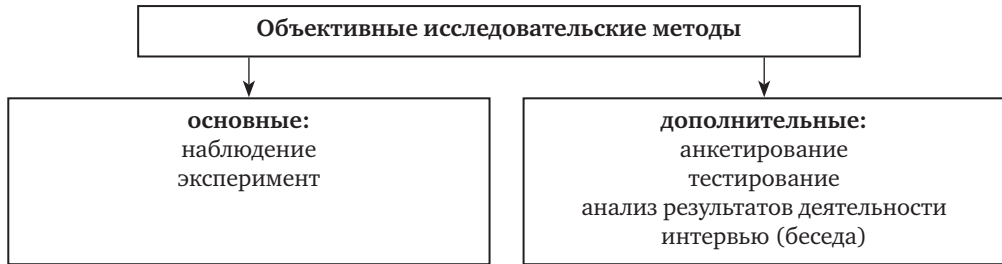 Объективные исследовательские методы
основные:
наблюдение
эксперимент
дополнительные:
анкетирование
тестирование
анализ результатов деятельности
интервью (беседа)